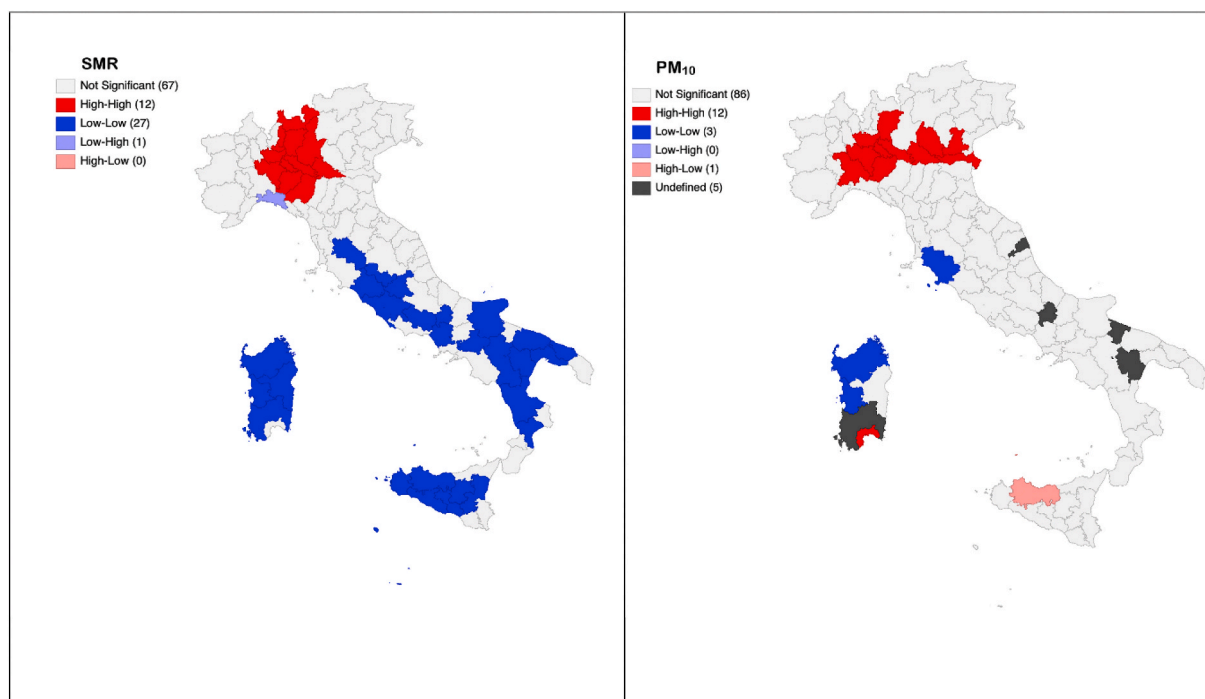 SMR
Not Significant (67)
High-High (12)
Low-Low (27)
Low-High (1)
High-Low (0)
PM₁₀
Not Significant (86)
High-High (12)
Low-Low (3)
Low-High (0)
High-Low (1)
Undefined (5)